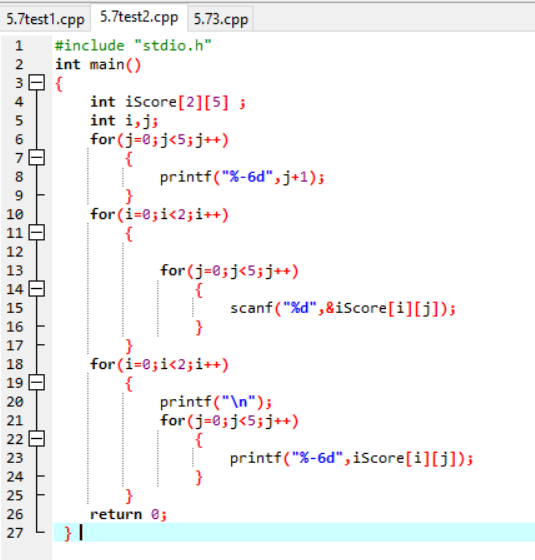 5.7test1.cpp 5.7test2.cpp 5.73.cpp
1 #include "stdio.h"
2 int main()
3 {
4 int iScore[2][5] ;
5 int i,j;
6 for(j=0;j<5;j++)
7 {
8 printf("%-6d",j+1);
9 }
10 for(i=0;i<2;i++)
11 {
12
13 for(j=0;j<5;j++)
14 {
15 scanf("%d",&iScore[i][j]);
16 }
17 }
18 for(i=0;i<2;i++)
19 {
20 printf("\n");
21 for(j=0;j<5;j++)
22 {
23 printf("%-6d",iScore[i][j]);
24 }
25 }
26 return 0;
27 }